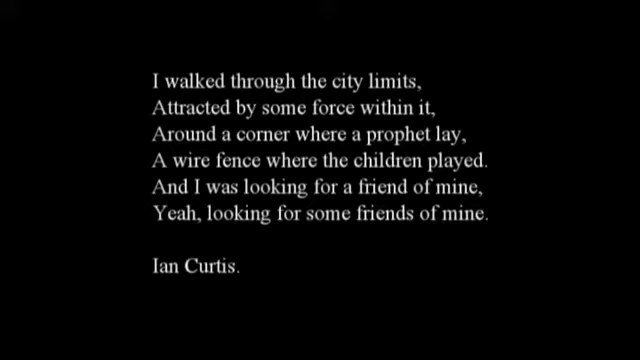 I walked through the city limits,
Attracted by some force within it,
Around a corner where a prophet lay,
A wire fence where the children played.
And I was looking for a friend of mine,
Yeah, looking for some friends of mine.
Ian Curtis.